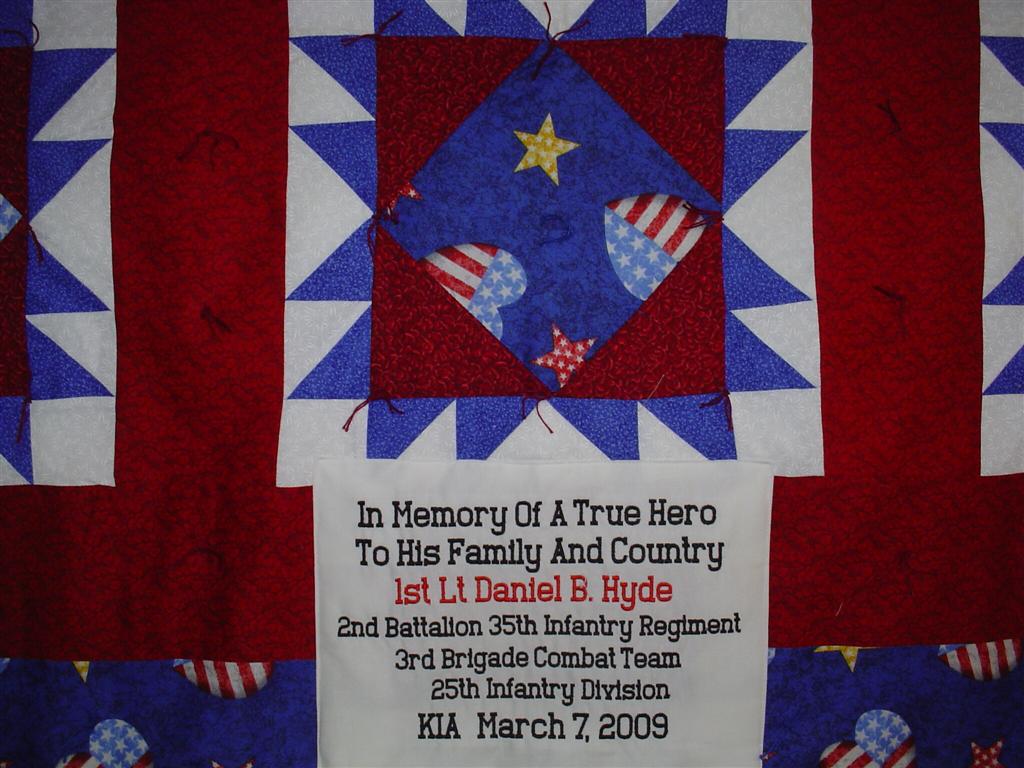 In Memory Of A True Hero
To His Family And Country
1st Lt Daniel B. Hyde
2nd Battalion 35th Infantry Regiment
3rd Brigade Combat Team
25th Infantry Division
KIA March 7, 2009